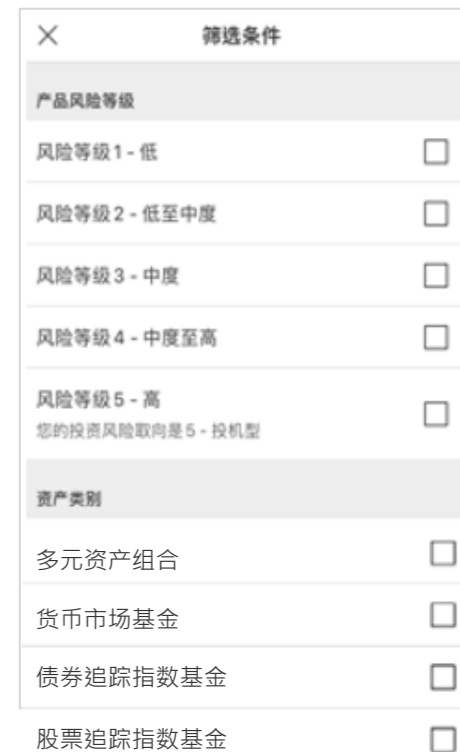 筛选条件
产品风险等级
风险等级1 - 低
风险等级2 - 低至中度
风险等级3 - 中度
风险等级4 - 中度至高
风险等级5 - 高
您的投资风险取向是5 - 投机型
资产类别
多元资产组合
货币市场基金
债券追踪指数基金
股票追踪指数基金